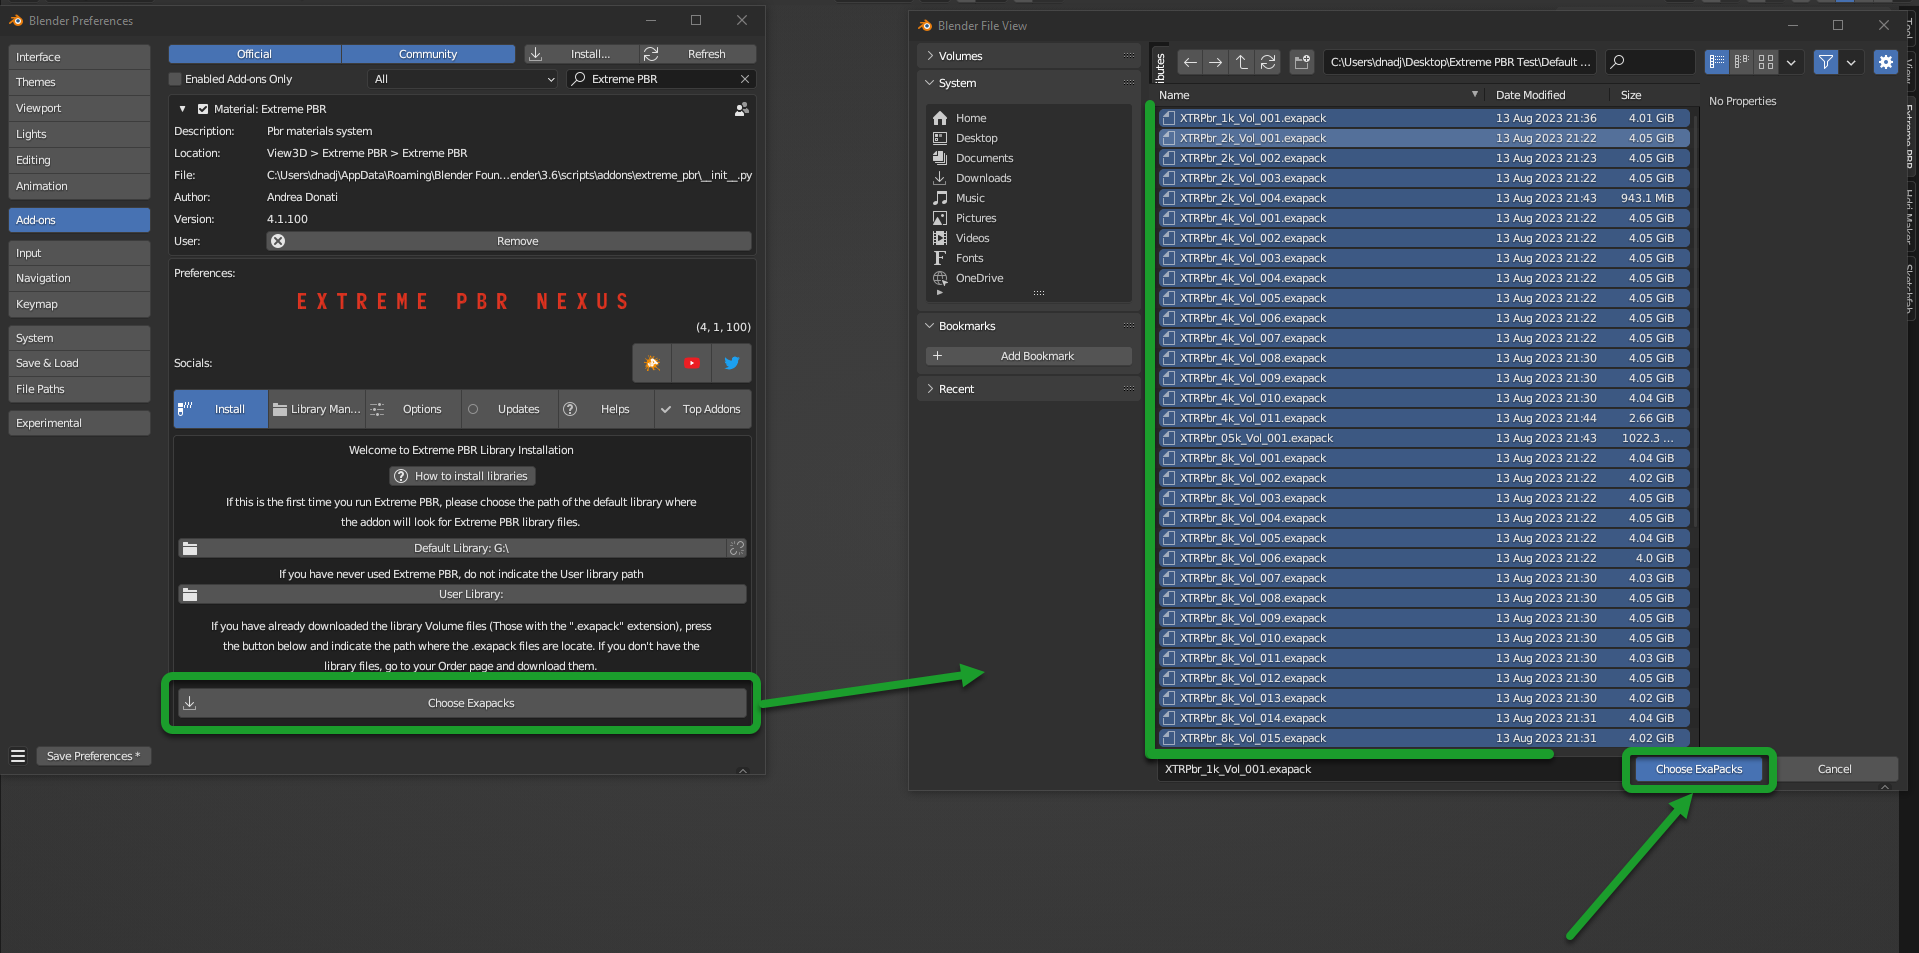 Blender Preferences
Interface
Themes
Viewport
Lights
Editing
Animation
Add-ons
Input
Navigation
Keymap
System
Save & Load
File Paths
Experimental
Save Preferences *
Official
Community
Install...
Refresh
Enabled Add-ons Only
All
Extreme PBR
Material: Extreme PBR
Description: Pbr materials system
Location: View3D > Extreme PBR > Extreme PBR
File: C:\Users\dnadj\AppData\Roaming\Blender Foun...ender\3.6\scripts\addons\extreme_pbr\__init__.py
Author: Andrea Donati
Version: 4.1.100
User: Remove
Preferences:
EXTREME PBR NEXUS
(4, 1, 100)
Socials:
Install
Library Man...
Options
Updates
Helps
Top Addons
Welcome to Extreme PBR Library Installation
How to install libraries
If this is the first time you run Extreme PBR, please choose the path of the default library where
the addon will look for Extreme PBR library files.
Default Library: G:\
If you have never used Extreme PBR, do not indicate the User library path
User Library:
If you have already downloaded the library Volume files (Those with the ".exapack" extension), press
the button below and indicate the path where the .exapack files are locate. If you don't have the
library files, go to your Order page and download them.
Choose Exapacks
Blender File View
Volumes
System
Home
Desktop
Documents
Downloads
Music
Pictures
Videos
Fonts
OneDrive
Bookmarks
Add Bookmark
Recent
C:\Users\dnadj\Desktop\Extreme PBR Test\Default ...
Name Date Modified Size
XTRPbr_1k_Vol_001.exapack 13 Aug 2023 21:36 4.01 GiB
XTRPbr_2k_Vol_001.exapack 13 Aug 2023 21:22 4.05 GiB
XTRPbr_2k_Vol_002.exapack 13 Aug 2023 21:23 4.05 GiB
XTRPbr_2k_Vol_003.exapack 13 Aug 2023 21:22 4.05 GiB
XTRPbr_2k_Vol_004.exapack 13 Aug 2023 21:43 943.1 MiB
XTRPbr_4k_Vol_001.exapack 13 Aug 2023 21:22 4.05 GiB
XTRPbr_4k_Vol_002.exapack 13 Aug 2023 21:22 4.05 GiB
XTRPbr_4k_Vol_003.exapack 13 Aug 2023 21:22 4.05 GiB
XTRPbr_4k_Vol_004.exapack 13 Aug 2023 21:22 4.05 GiB
XTRPbr_4k_Vol_005.exapack 13 Aug 2023 21:22 4.05 GiB
XTRPbr_4k_Vol_006.exapack 13 Aug 2023 21:22 4.05 GiB
XTRPbr_4k_Vol_007.exapack 13 Aug 2023 21:22 4.05 GiB
XTRPbr_4k_Vol_008.exapack 13 Aug 2023 21:30 4.05 GiB
XTRPbr_4k_Vol_009.exapack 13 Aug 2023 21:30 4.05 GiB
XTRPbr_4k_Vol_010.exapack 13 Aug 2023 21:30 4.04 GiB
XTRPbr_4k_Vol_011.exapack 13 Aug 2023 21:44 2.66 GiB
XTRPbr_05k_Vol_001.exapack 13 Aug 2023 21:43 1022.3 ...
XTRPbr_8k_Vol_001.exapack 13 Aug 2023 21:22 4.04 GiB
XTRPbr_8k_Vol_002.exapack 13 Aug 2023 21:22 4.02 GiB
XTRPbr_8k_Vol_003.exapack 13 Aug 2023 21:22 4.05 GiB
XTRPbr_8k_Vol_004.exapack 13 Aug 2023 21:22 4.05 GiB
XTRPbr_8k_Vol_005.exapack 13 Aug 2023 21:22 4.04 GiB
XTRPbr_8k_Vol_006.exapack 13 Aug 2023 21:22 4.0 GiB
XTRPbr_8k_Vol_007.exapack 13 Aug 2023 21:30 4.03 GiB
XTRPbr_8k_Vol_008.exapack 13 Aug 2023 21:30 4.05 GiB
XTRPbr_8k_Vol_009.exapack 13 Aug 2023 21:30 4.05 GiB
XTRPbr_8k_Vol_010.exapack 13 Aug 2023 21:30 4.05 GiB
XTRPbr_8k_Vol_011.exapack 13 Aug 2023 21:30 4.03 GiB
XTRPbr_8k_Vol_012.exapack 13 Aug 2023 21:30 4.05 GiB
XTRPbr_8k_Vol_013.exapack 13 Aug 2023 21:30 4.02 GiB
XTRPbr_8k_Vol_014.exapack 13 Aug 2023 21:31 4.04 GiB
XTRPbr_8k_Vol_015.exapack 13 Aug 2023 21:31 4.02 GiB
XTRPbr_1k_Vol_001.exapack
Choose ExaPacks
Cancel
No Properties